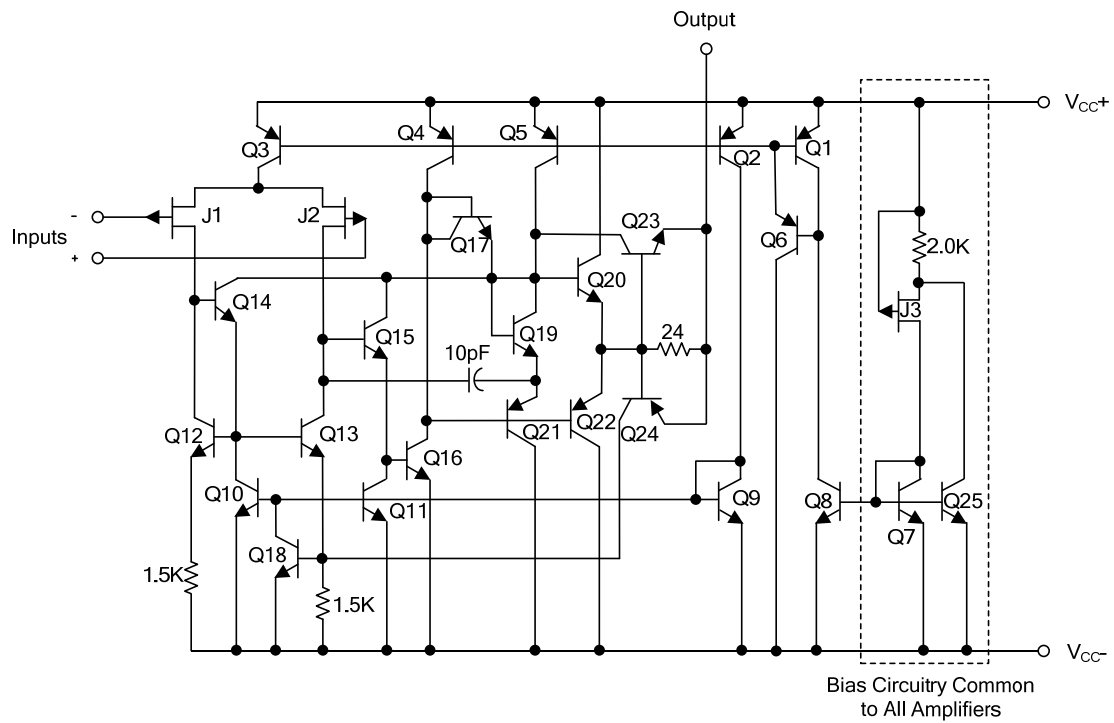 Output
VCC+
Q4
Q5
Q3
Q2
Q1
-
J1
J2
Q23
Inputs
Q17
Q6
2.0K
+
Q20
Q14
J3
Q15
Q19
24
10pF
Q12
Q13
Q21
Q22
Q24
Q16
Q10
Q11
Q9
Q8
Q25
Q7
Q18
1.5K
1.5K
VCC-
Bias Circuitry Common
to All Amplifiers